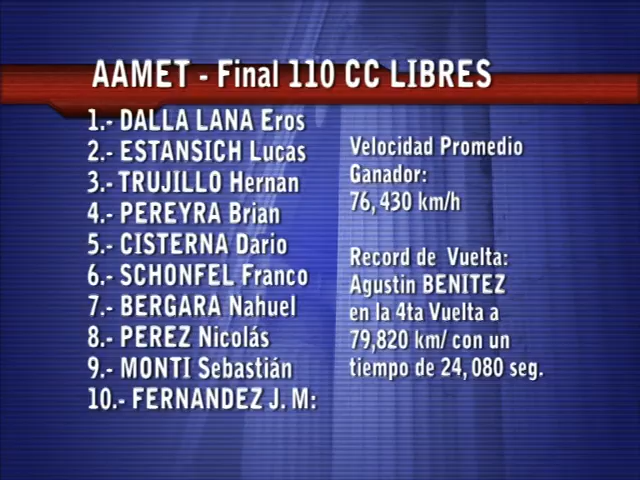 AAMET - Final 110 CC LIBRES
1.- DALLA LANA Eros
2.- ESTANSICH Lucas
3.- TRUJILLO Hernan
4.- PEREYRA Brian
5.- CISTERNA Dario
6.- SCHONFEL Franco
7.- BERGARA Nahuel
8.- PEREZ Nicolás
9.- MONTI Sebastián
10.- FERNANDEZ J. M:
Velocidad Promedio
Ganador:
76,430 km/h
Record de Vuelta:
Agustin BENITEZ
en la 4ta Vuelta a
79,820 km/ con un
tiempo de 24,080 seg.